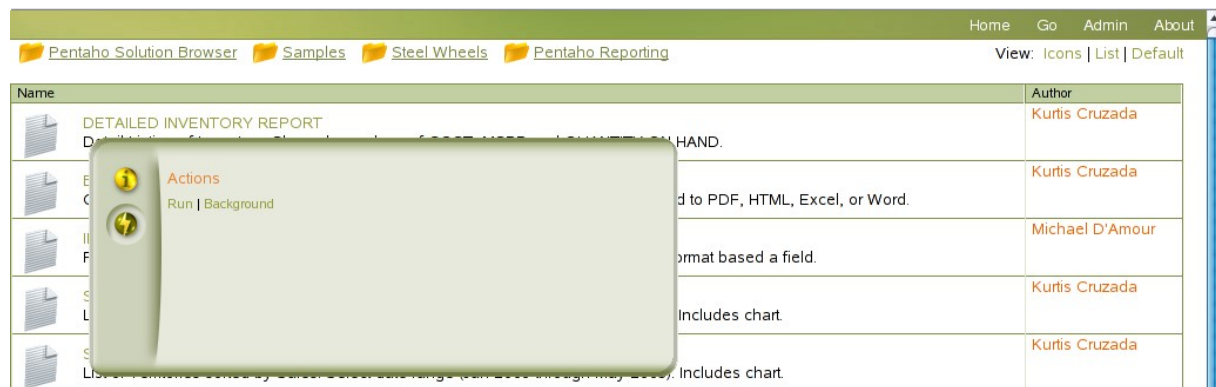 Home Go Admin About
Pentaho Solution Browser Samples Steel Wheels Pentaho Reporting
View: Icons | List | Default
Name Author
DETAILED INVENTORY REPORT Kurtis Cruzada
HAND.
Kurtis Cruzada
d to PDF, HTML, Excel, or Word.
Actions
Run | Background
Michael D'Amour
ormat based a field.
Kurtis Cruzada
Includes chart.
Kurtis Cruzada
Includes chart.